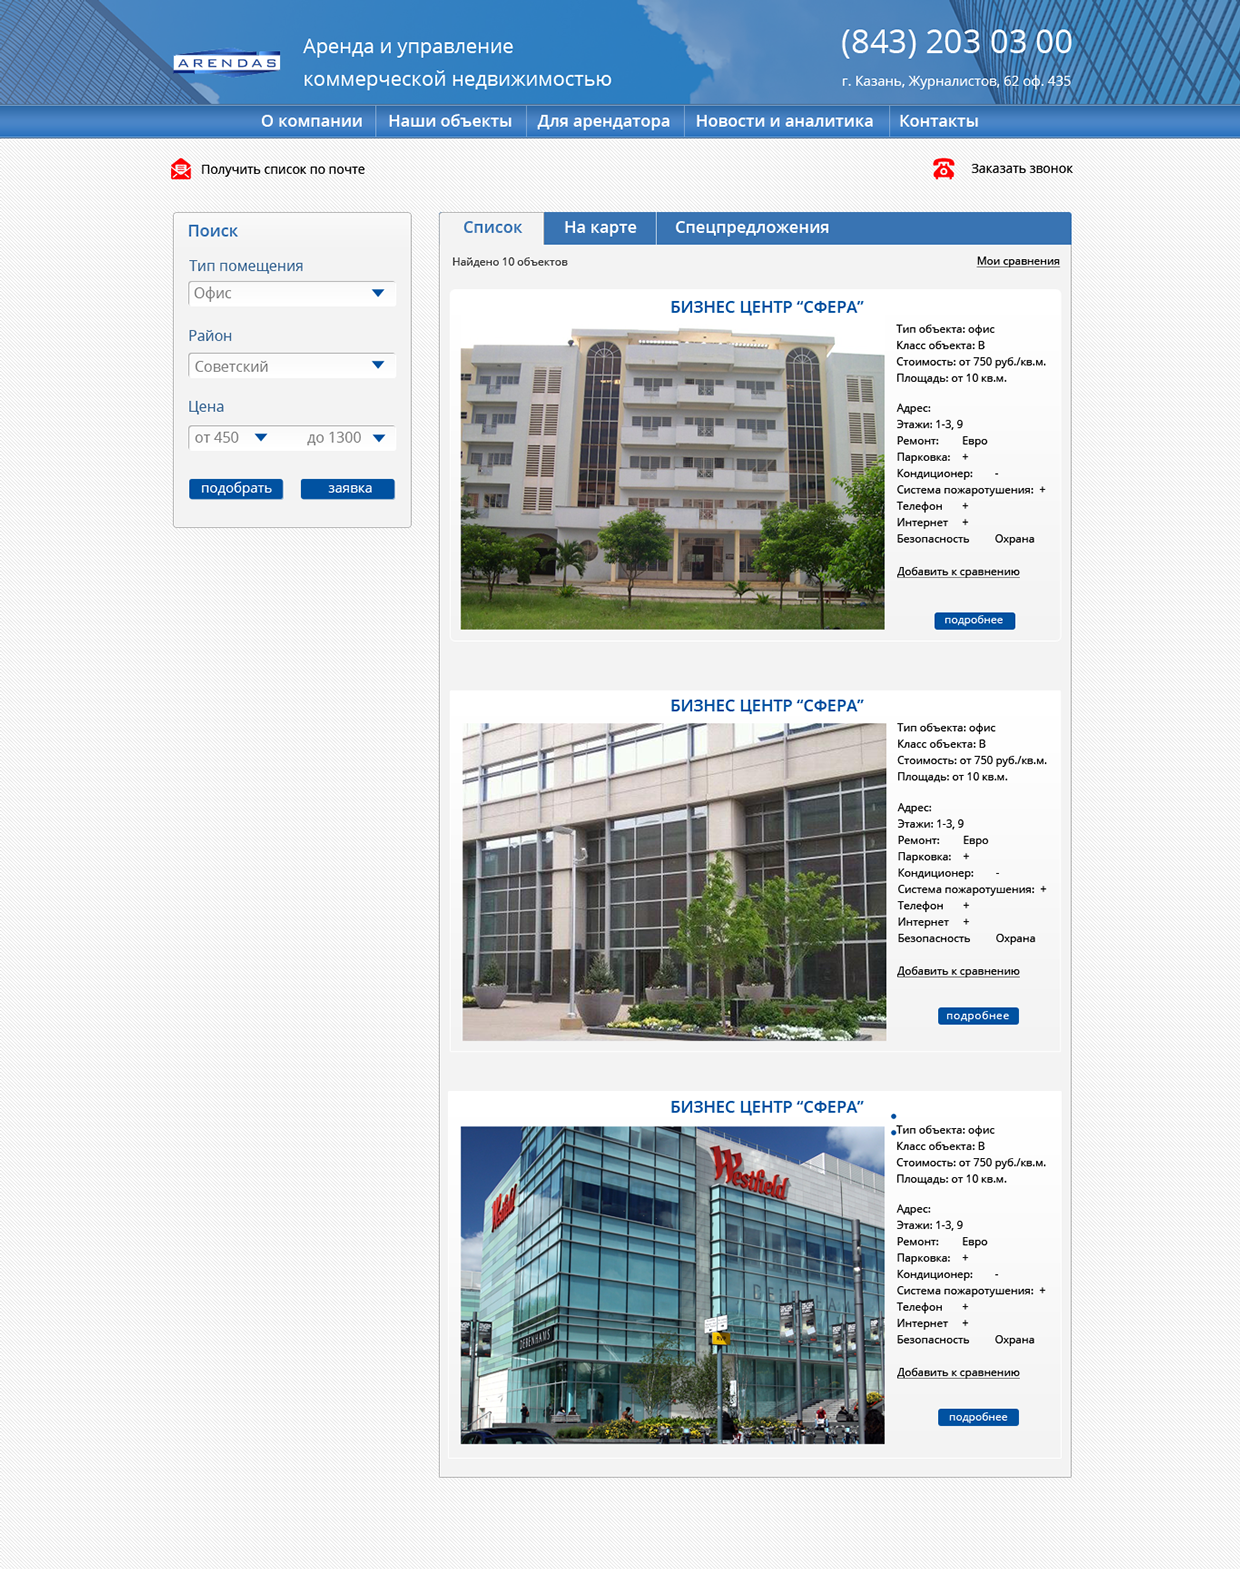 ARENDAS
Аренда и управление
коммерческой недвижимостью
(843) 203 03 00
г. Казань, Журналистов, 62 оф. 435
О компании
Наши объекты
Для арендатора
Новости и аналитика
Контакты
Получить список по почте
Заказать звонок
Поиск
Тип помещения
Офис
Район
Советский
Цена
от 450
до 1300
подобрать
заявка
Список
На карте
Спецпредложения
Найдено 10 объектов
Мои сравнения
БИЗНЕС ЦЕНТР “СФЕРА”
Тип объекта: офис
Класс объекта: В
Стоимость: от 750 руб./кв.м.
Площадь: от 10 кв.м.
Адрес:
Этажи: 1-3, 9
Ремонт: Евро
Парковка: +
Кондиционер: -
Система пожаротушения: +
Телефон +
Интернет +
Безопасность Охрана
Добавить к сравнению
подробнее
БИЗНЕС ЦЕНТР “СФЕРА”
Тип объекта: офис
Класс объекта: В
Стоимость: от 750 руб./кв.м.
Площадь: от 10 кв.м.
Адрес:
Этажи: 1-3, 9
Ремонт: Евро
Парковка: +
Кондиционер: -
Система пожаротушения: +
Телефон +
Интернет +
Безопасность Охрана
Добавить к сравнению
подробнее
БИЗНЕС ЦЕНТР “СФЕРА”
Westfield
Westfield
DEBENHAMS
Тип объекта: офис
Класс объекта: В
Стоимость: от 750 руб./кв.м.
Площадь: от 10 кв.м.
Адрес:
Этажи: 1-3, 9
Ремонт: Евро
Парковка: +
Кондиционер: -
Система пожаротушения: +
Телефон +
Интернет +
Безопасность Охрана
Добавить к сравнению
подробнее